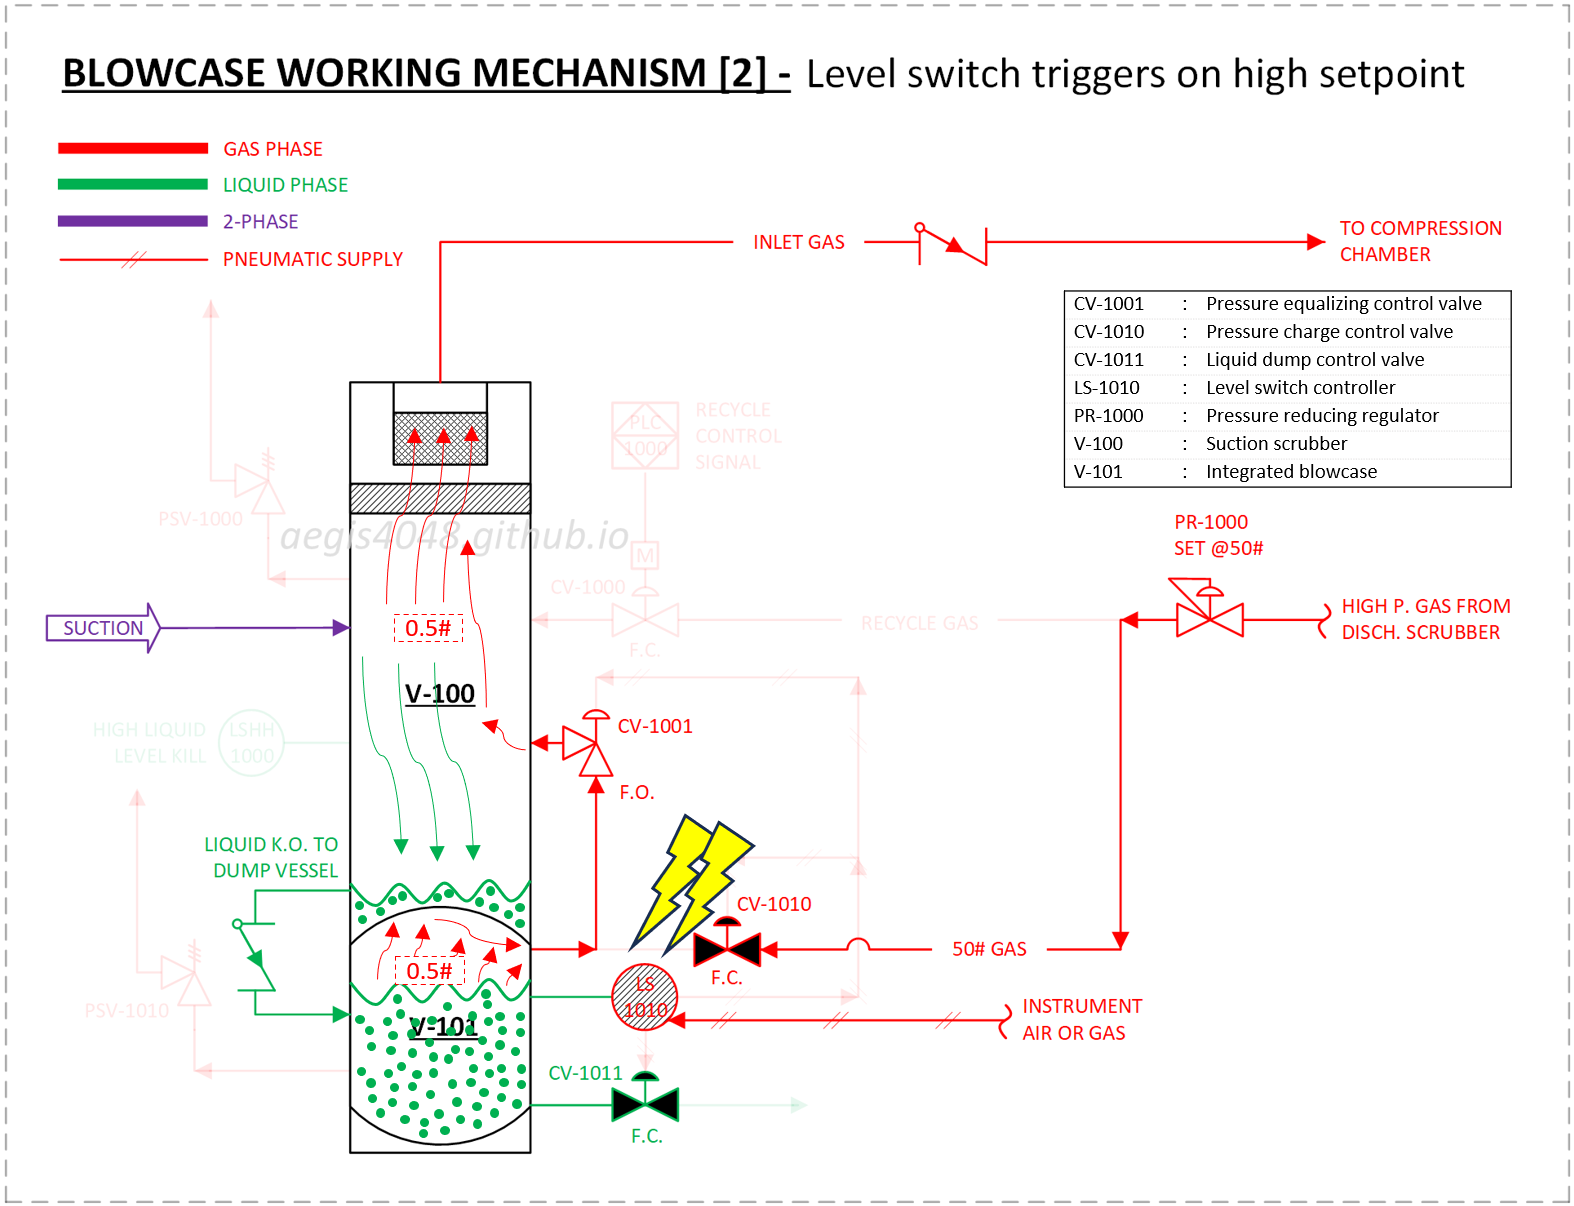 BLOWCASE WORKING MECHANISM [2] - Level switch triggers on high setpoint
GAS PHASE
LIQUID PHASE
2-PHASE
PNEUMATIC SUPPLY
INLET GAS
TO COMPRESSION
CHAMBER
CV-1001 : Pressure equalizing control valve
CV-1010 : Pressure charge control valve
CV-1011 : Liquid dump control valve
LS-1010 : Level switch controller
PR-1000 : Pressure reducing regulator
V-100 : Suction scrubber
V-101 : Integrated blowcase
PLC
1000
RECYCLE
CONTROL
SIGNAL
PSV-1000
aegis4048.github.io
M
CV-1000
F.C.
RECYCLE GAS
PR-1000
SET @50#
HIGH P. GAS FROM
DISCH. SCRUBBER
SUCTION
0.5#
V-100
HIGH LIQUID
LEVEL KILL
LSHH
1000
CV-1001
F.O.
LIQUID K.O. TO
DUMP VESSEL
CV-1010
F.C.
50# GAS
0.5#
LS
1010
INSTRUMENT
AIR OR GAS
PSV-1010
V-101
CV-1011
F.C.